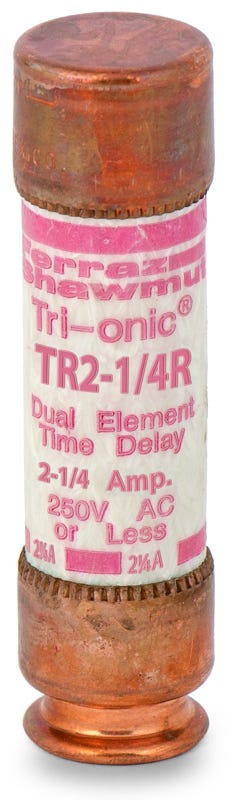 Ferraz
Shawmut
Tri-onic®
TR2-1/4R
Dual Element
Time Delay
2-1/4 Amp.
250V AC
or Less
2¼A 2¼A